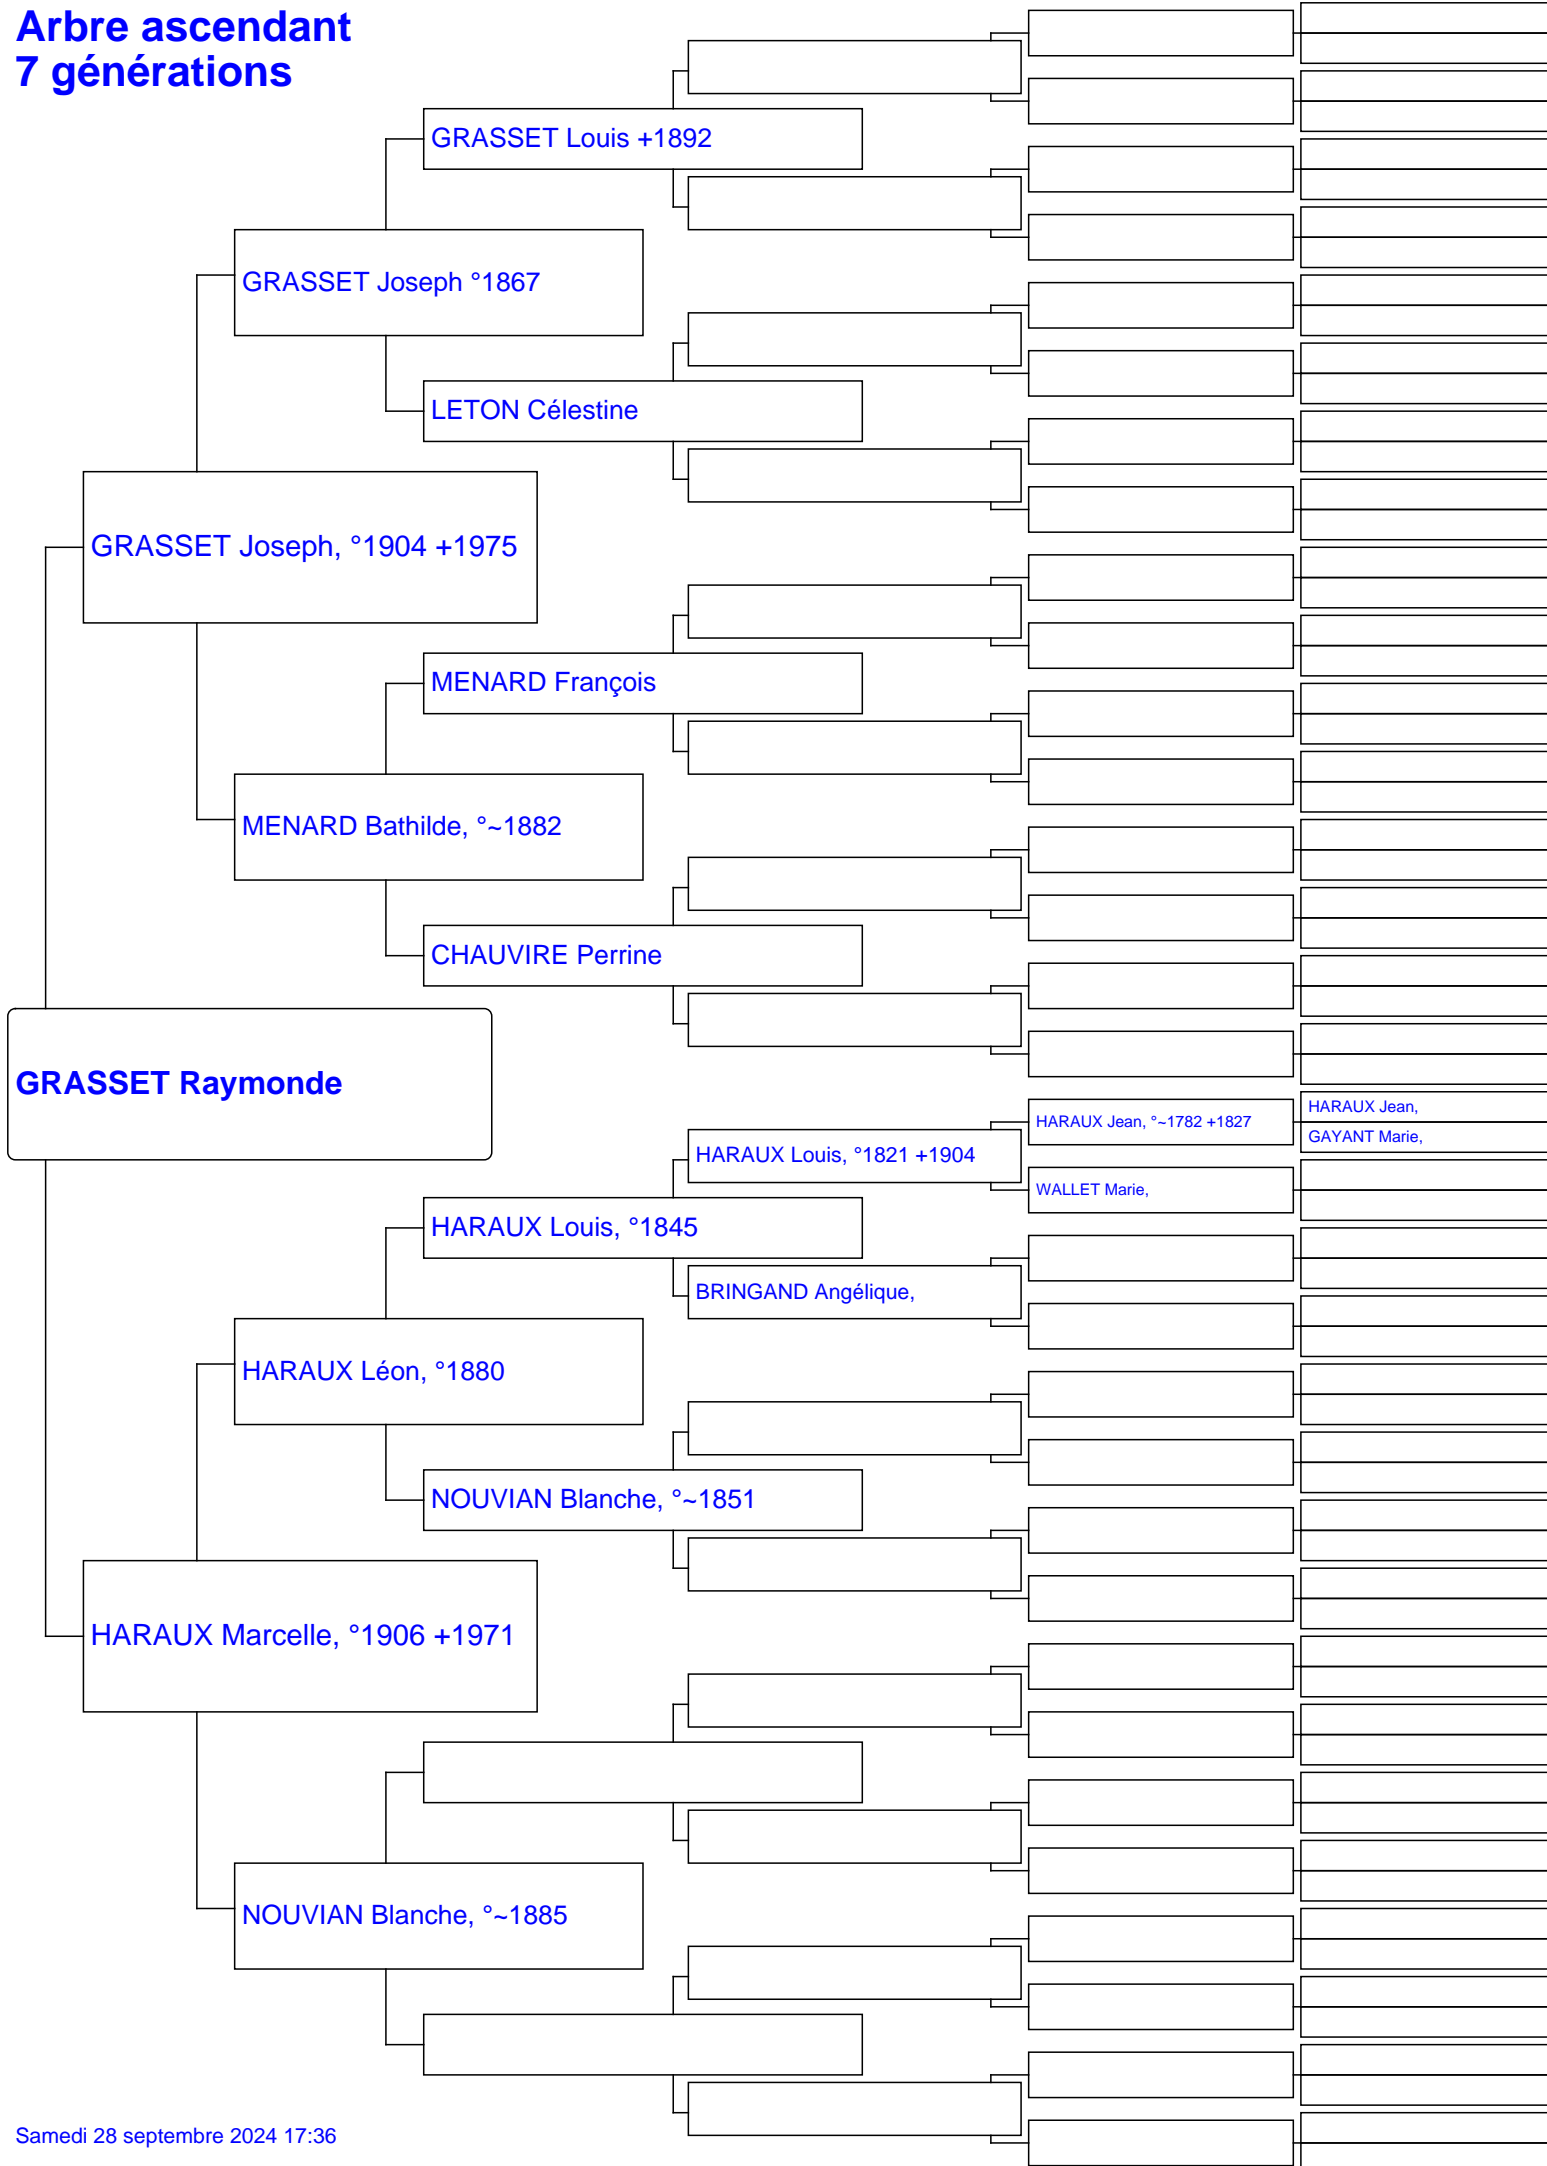 Arbre ascendant
7 générations
GRASSET Louis +1892
GRASSET Joseph °1867
LETON Célestine
GRASSET Joseph, °1904 +1975
MENARD François
MENARD Bathilde, °~1882
CHAUVIRE Perrine
GRASSET Raymonde
HARAUX Jean, °~1782 +1827
HARAUX Jean,
GAYANT Marie,
HARAUX Louis, °1821 +1904
WALLET Marie,
HARAUX Louis, °1845
BRINGAND Angélique,
HARAUX Léon, °1880
NOUVIAN Blanche, °~1851
HARAUX Marcelle, °1906 +1971
NOUVIAN Blanche, °~1885
Samedi 28 septembre 2024 17:36